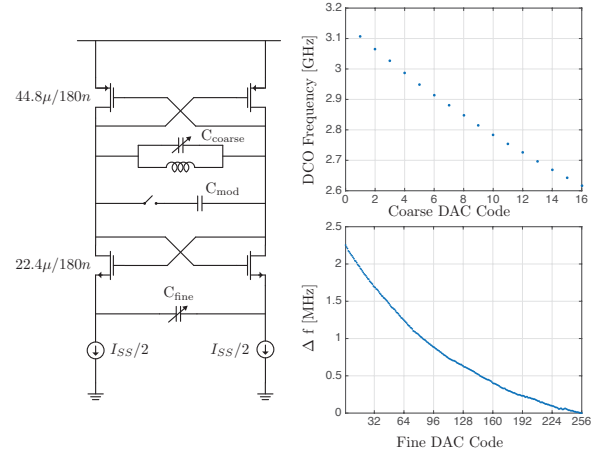 44.8μ/180n
C_coarse
C_mod
22.4μ/180n
C_fine
I_SS/2
I_SS/2
DCO Frequency [GHz]
3.2
3.1
3
2.9
2.8
2.7
2.6
0 2 4 6 8 10 12 14 16
Coarse DAC Code
Δ f [MHz]
2.5
2
1.5
1
0.5
0
32 64 96 128 160 192 224 256
Fine DAC Code